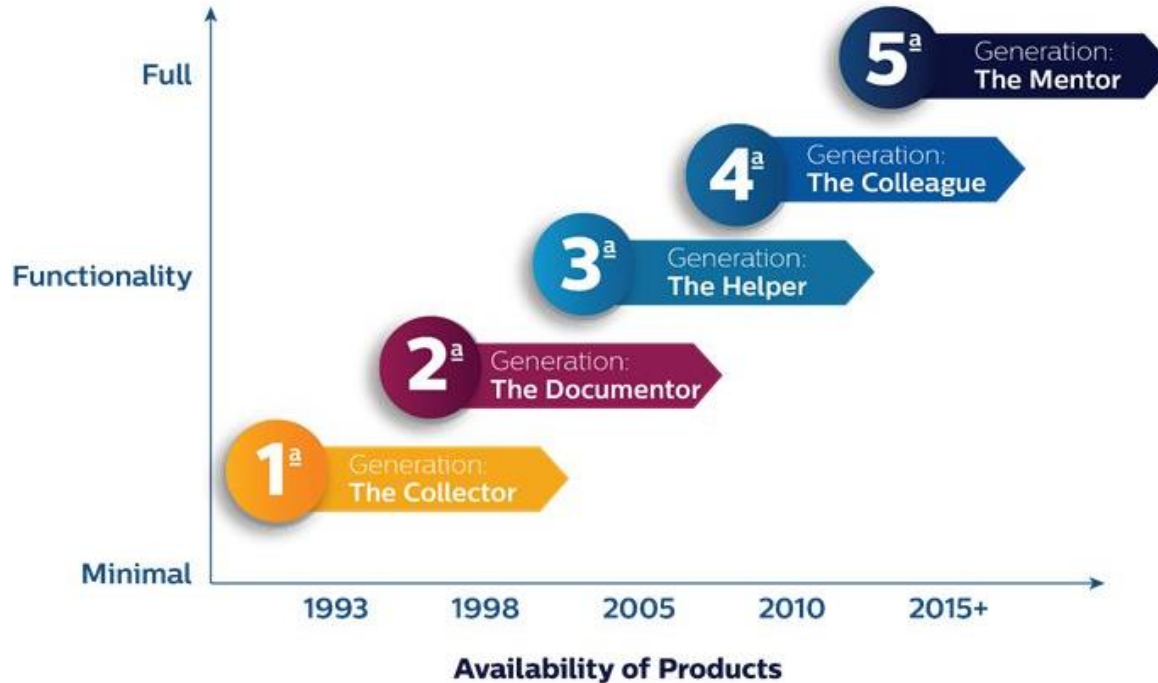 Full
Functionality
Minimal
5ª
Generation:
The Mentor
4ª
Generation:
The Colleague
3ª
Generation:
The Helper
2ª
Generation:
The Documentor
1ª
Generation:
The Collector
1993 1998 2005 2010 2015+
Availability of Products